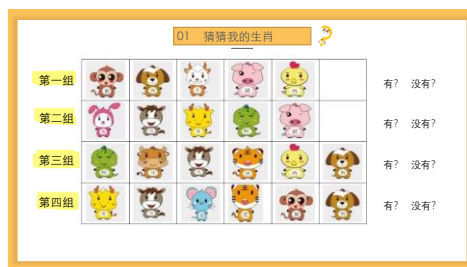 01 猜猜我的生肖
第一组 有? 没有?
第二组 有? 没有?
第三组 有? 没有?
第四组 有? 没有?